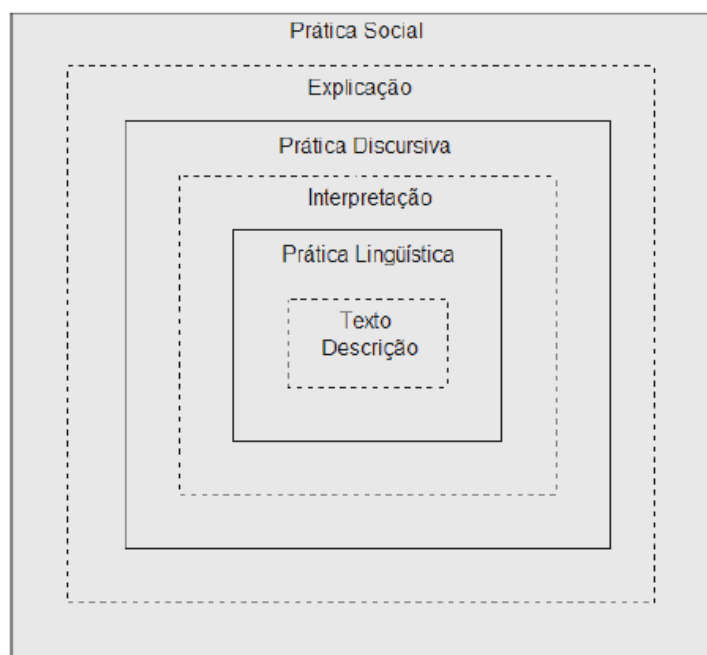 Prática Social
Explicação
Prática Discursiva
Interpretação
Prática Lingüística
Texto
Descrição